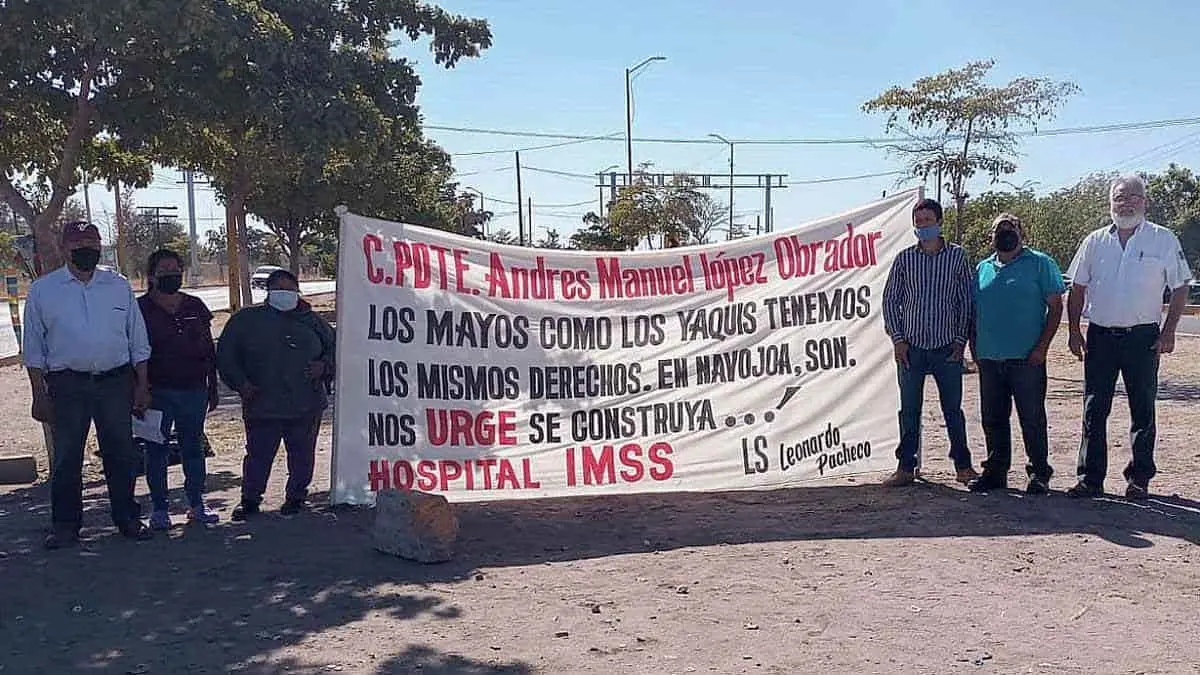 C. PDTE. Andres Manuel lópez Obrador
LOS MAYOS COMO LOS YAQUIS TENEMOS
LOS MISMOS DERECHOS. EN NAVOJOA, SON.
NOS URGE SE CONSTRUYA ...!
HOSPITAL IMSS
LS Leonardo
Pacheco